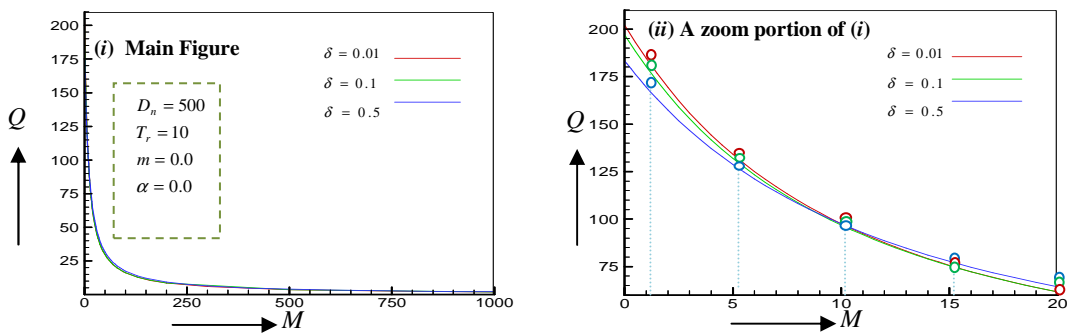 (i) Main Figure
δ = 0.01
δ = 0.1
δ = 0.5
D_n = 500
T_r = 10
m = 0.0
α = 0.0
Q
200
175
150
125
100
75
50
25
0 250 500 750 1000
M
(ii) A zoom portion of (i)
δ = 0.01
δ = 0.1
δ = 0.5
Q
200
175
150
125
100
75
0 5 10 15 20
M